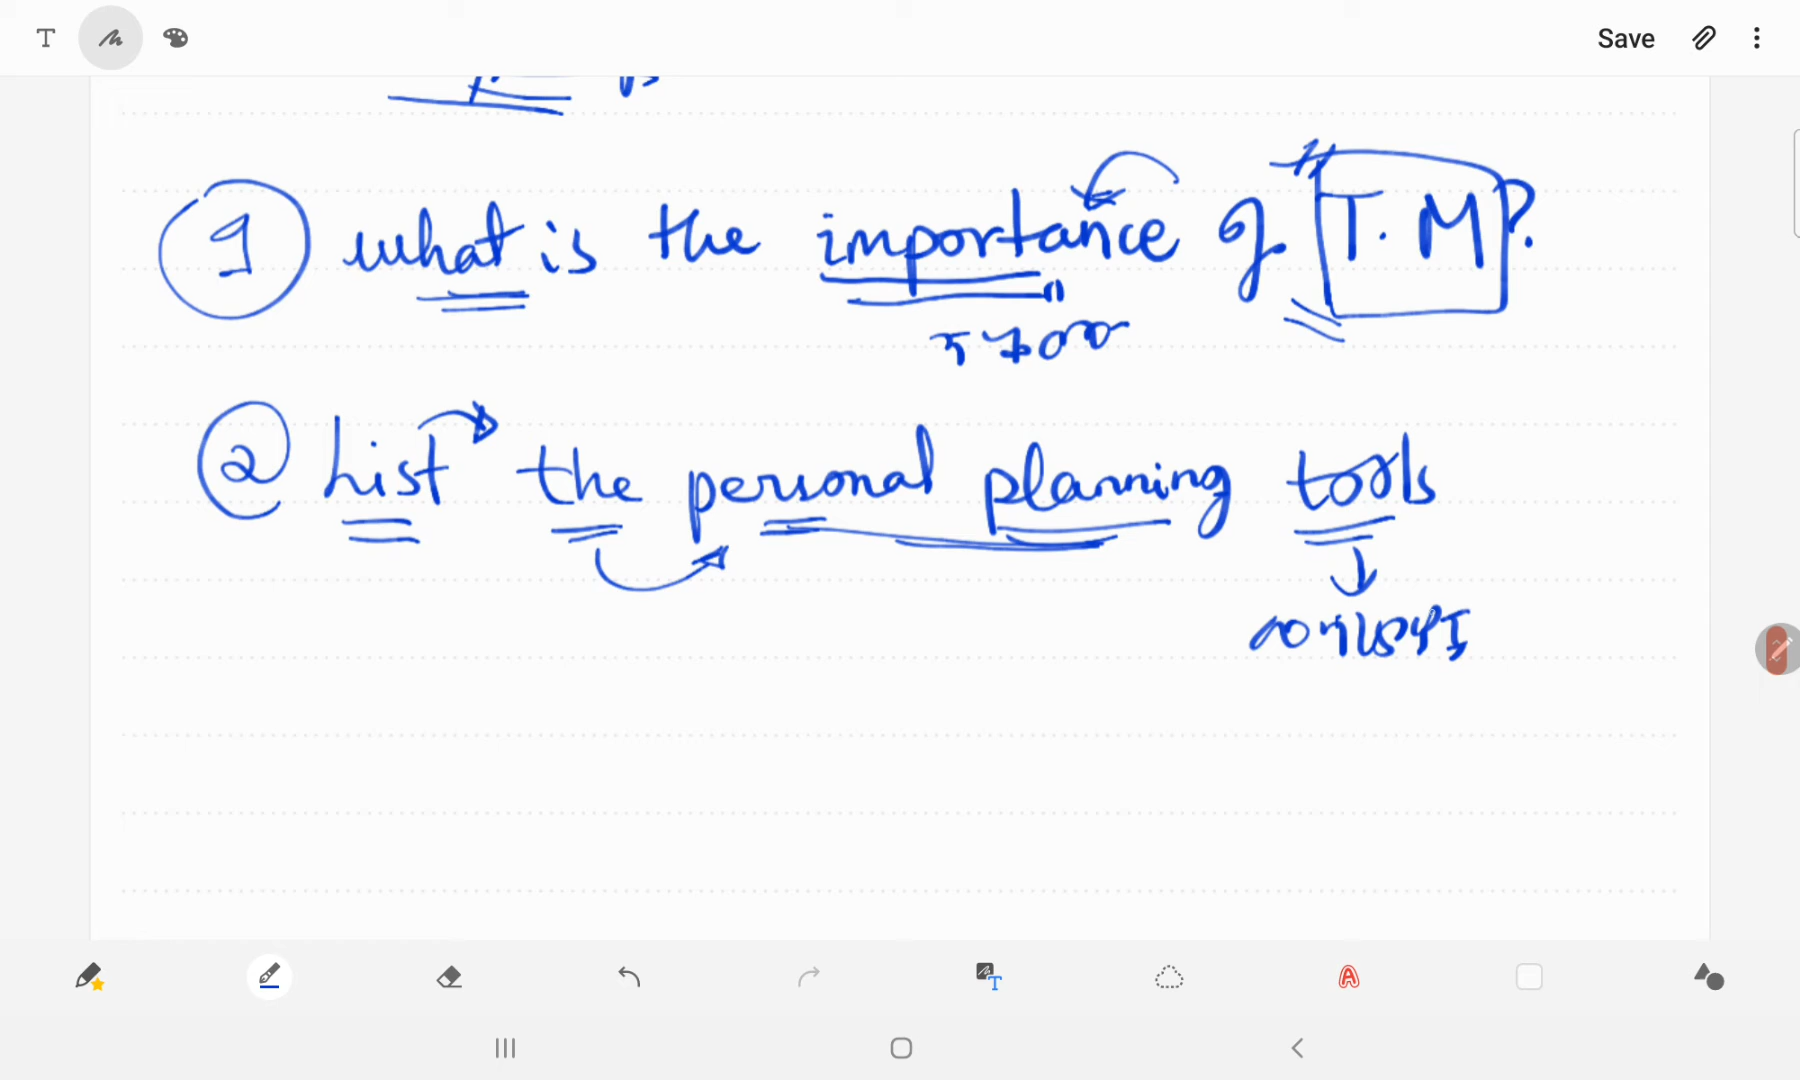 T Save
1 what is the importance of T.M?
2 List the personal planning tools